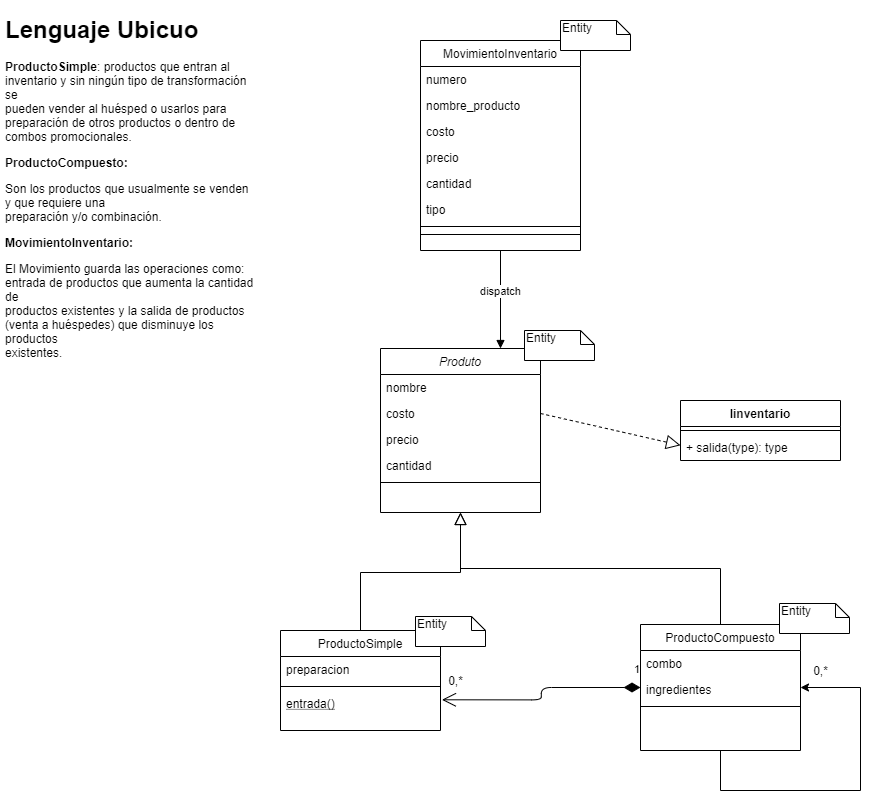 Lenguaje Ubicuo
ProductoSimple: productos que entran al
inventario y sin ningún tipo de transformación
se
pueden vender al huésped o usarlos para
preparación de otros productos o dentro de
combos promocionales.
ProductoCompuesto:
Son los productos que usualmente se venden
y que requiere una
preparación y/o combinación.
MovimientoInventario:
El Movimiento guarda las operaciones como:
entrada de productos que aumenta la cantidad
de
productos existentes y la salida de productos
(venta a huéspedes) que disminuye los
productos
existentes.
Entity
MovimientoInventario
numero
nombre_producto
costo
precio
cantidad
tipo
dispatch
Entity
Produto
nombre
costo
precio
cantidad
Iinventario
+ salida(type): type
Entity
ProductoSimple
preparacion
entrada()
0,*
1
Entity
ProductoCompuesto
combo
ingredientes
0,*